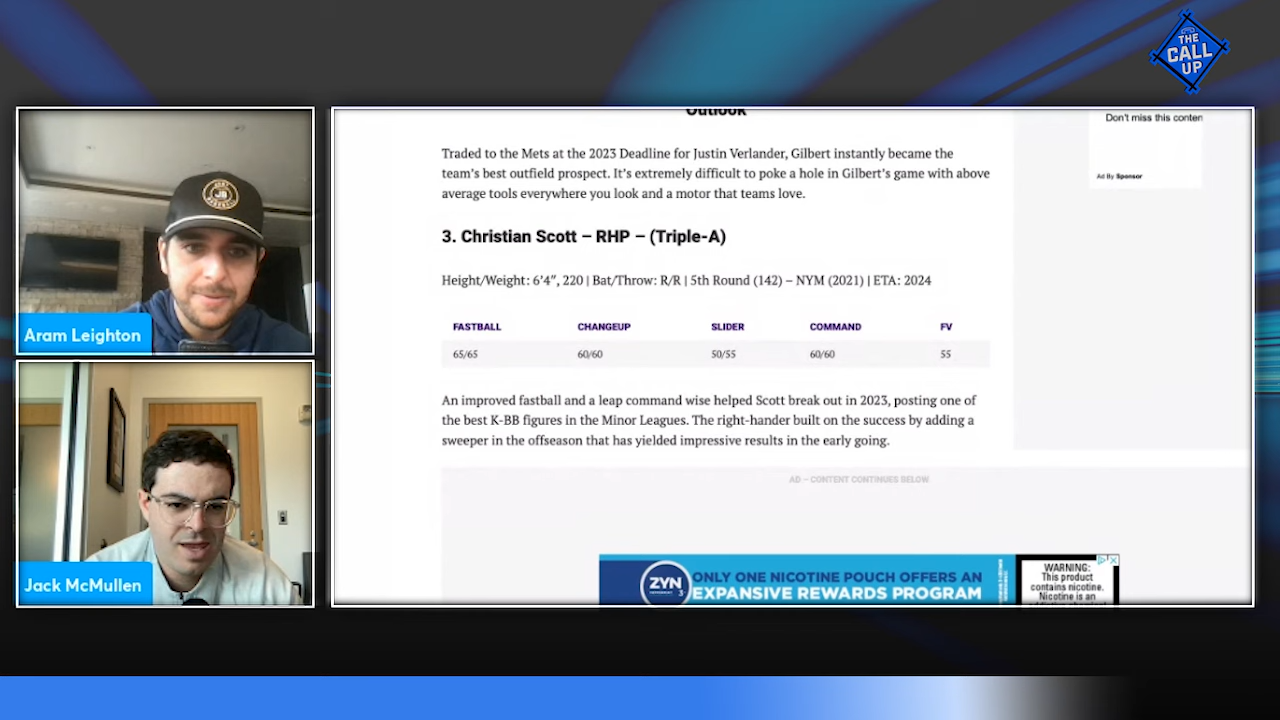 THE
CALL
UP
JB
Aram Leighton
Jack McMullen
Outlook
Traded to the Mets at the 2023 Deadline for Justin Verlander, Gilbert instantly became the
team's best outfield prospect. It's extremely difficult to poke a hole in Gilbert's game with above
average tools everywhere you look and a motor that teams love.
3. Christian Scott – RHP – (Triple-A)
Height/Weight: 6'4″, 220 | Bat/Throw: R/R | 5th Round (142) – NYM (2021) | ETA: 2024
FASTBALL CHANGEUP SLIDER COMMAND FV
65/65 60/60 50/55 60/60 55
An improved fastball and a leap command wise helped Scott break out in 2023, posting one of
the best K-BB figures in the Minor Leagues. The right-hander built on the success by adding a
sweeper in the offseason that has yielded impressive results in the early going.
AD – CONTENT CONTINUES BELOW
ZYN
ONLY ONE NICOTINE POUCH OFFERS AN
EXPANSIVE REWARDS PROGRAM
WARNING:
This product
contains nicotine.
Nicotine is an
Don't miss this conten
Ad By Sponsor